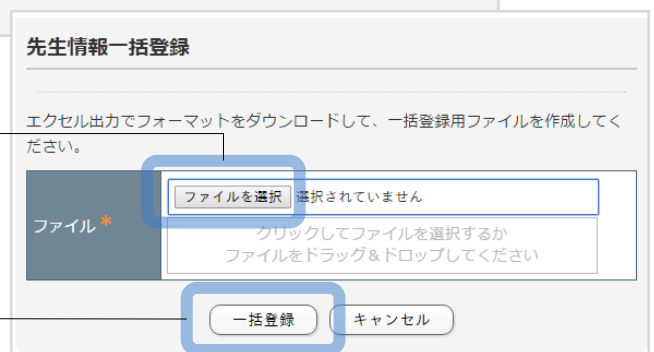 先生情報一括登録
エクセル出力でフォーマットをダウンロードして、一括登録用ファイルを作成してく
ださい。
ファイル *
ファイルを選択 選択されていません
クリックしてファイルを選択するか
ファイルをドラッグ&ドロップしてください
一括登録 キャンセル